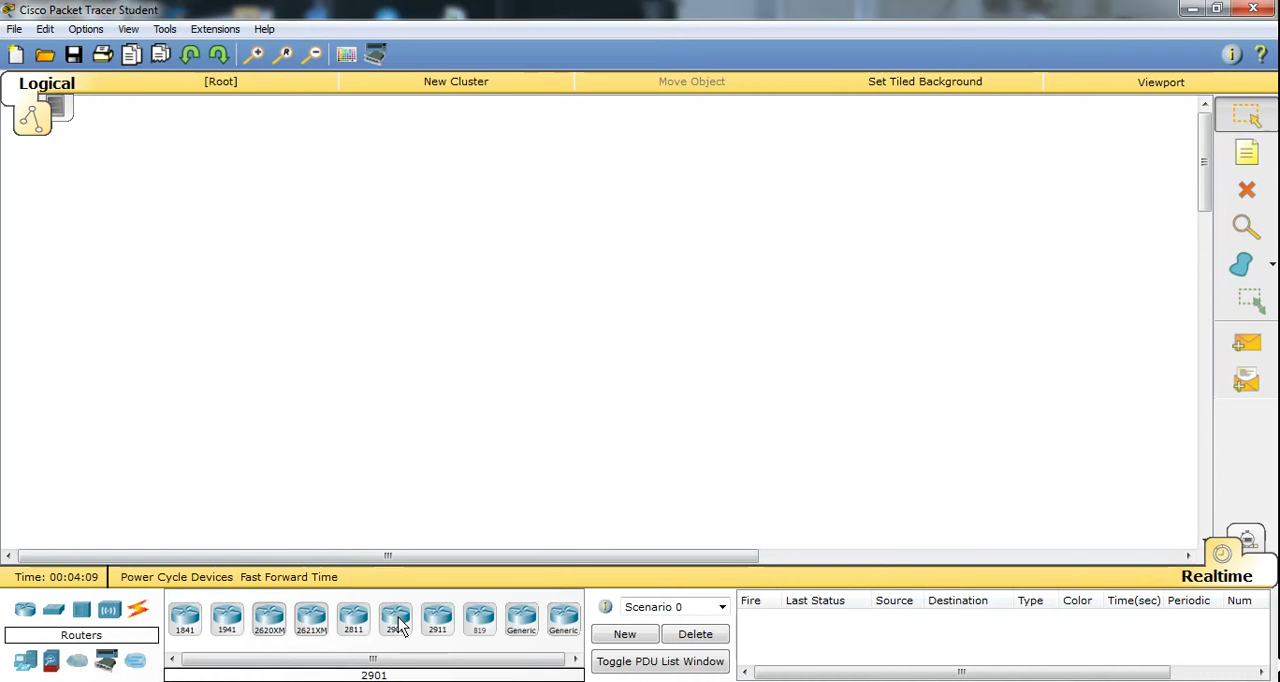 Cisco Packet Tracer Student
File Edit Options View Tools Extensions Help
Logical [Root] New Cluster Move Object Set Tiled Background Viewport
Time: 00:04:09 Power Cycle Devices Fast Forward Time Realtime
Routers
1841 1941 2620XM 2621XM 2811 2911 819 Generic Generic
2901
Scenario 0
New Delete
Toggle PDU List Window
Fire Last Status Source Destination Type Color Time(sec) Periodic Num